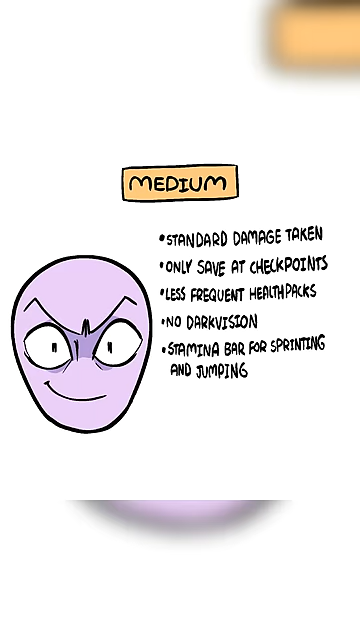 MEDIUM
•STANDARD DAMAGE TAKEN
•ONLY SAVE AT CHECKPOINTS
•LESS FREQUENT HEALTHPACKS
•NO DARKVISION
•STAMINA BAR FOR SPRINTING
AND JUMPING